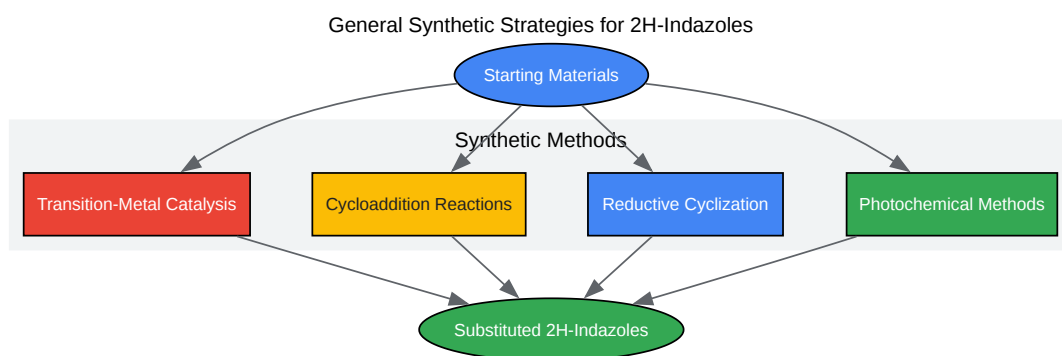 General Synthetic Strategies for 2H-Indazoles
Starting Materials
Synthetic Methods
Transition-Metal Catalysis
Cycloaddition Reactions
Reductive Cyclization
Photochemical Methods
Substituted 2H-Indazoles